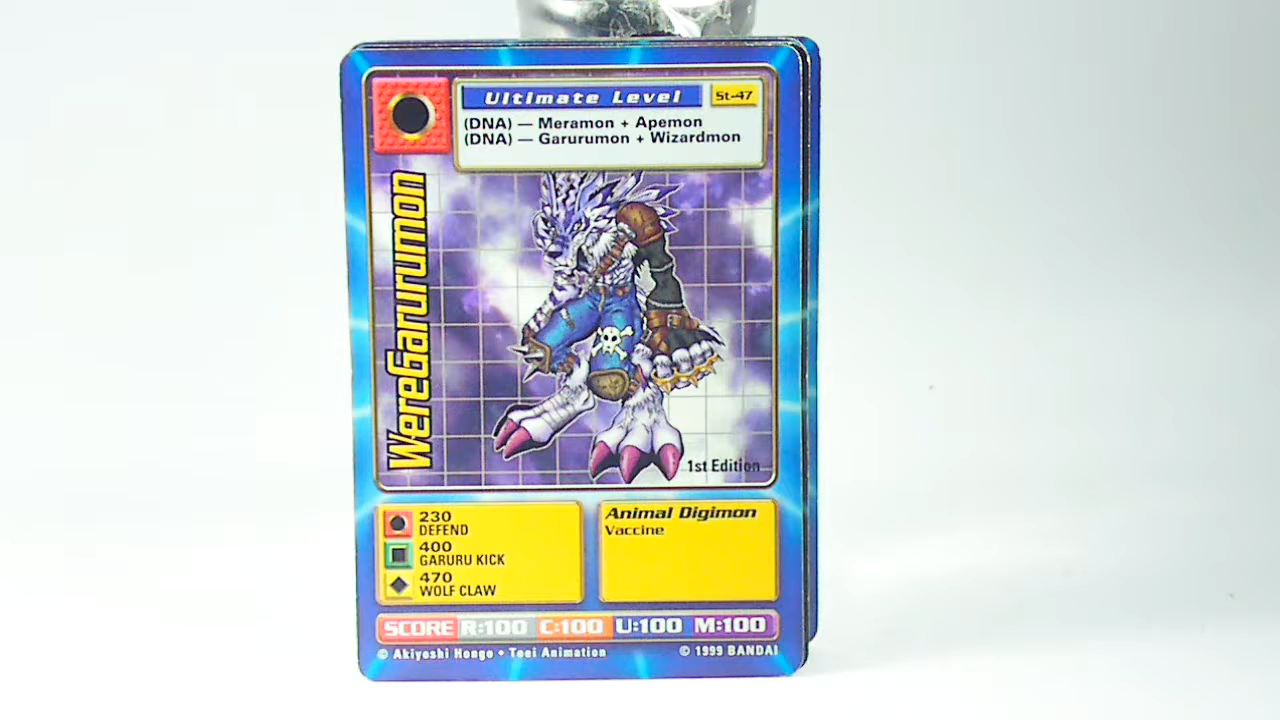 Ultimate Level
St-47
(DNA) — Meramon + Apemon
(DNA) — Garurumon + Wizardmon
WereGarurumon
1st Edition
230
DEFEND
400
GARURU KICK
470
WOLF CLAW
Animal Digimon
Vaccine
SCORE R:100 C:100 U:100 M:100
© Akiyoshi Hongo • Toei Animation
© 1999 BANDAI